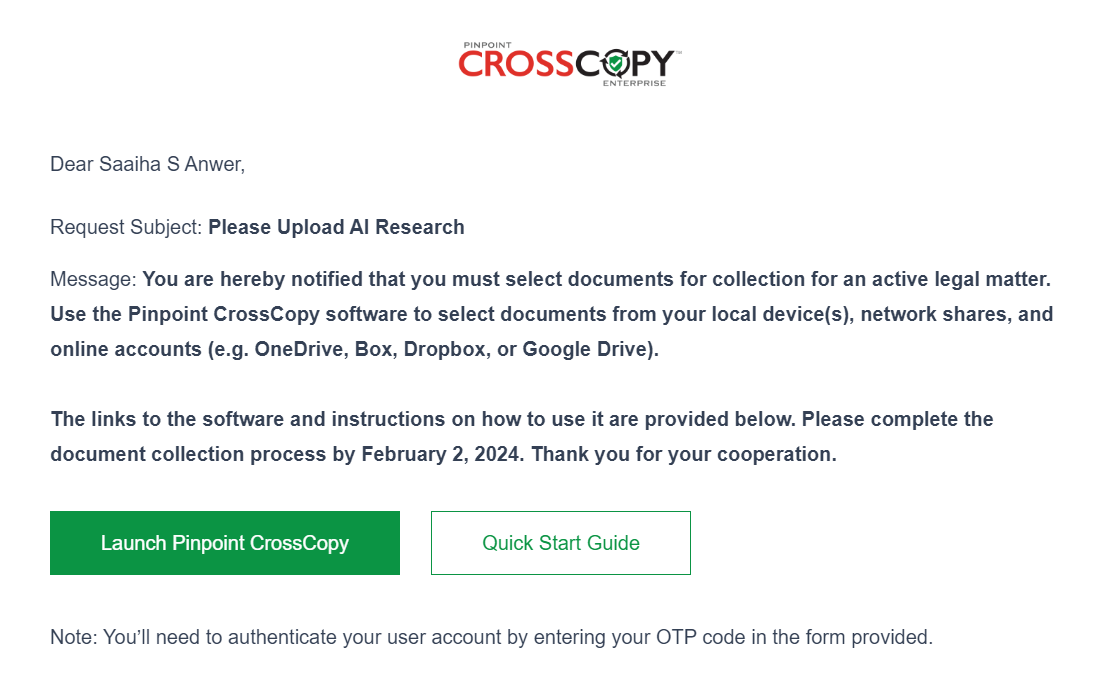 PINPOINT
CROSSCOPY™
ENTERPRISE
Dear Saaiha S Anwer,
Request Subject: Please Upload AI Research
Message: You are hereby notified that you must select documents for collection for an active legal matter.
Use the Pinpoint CrossCopy software to select documents from your local device(s), network shares, and
online accounts (e.g. OneDrive, Box, Dropbox, or Google Drive).
The links to the software and instructions on how to use it are provided below. Please complete the
document collection process by February 2, 2024. Thank you for your cooperation.
Launch Pinpoint CrossCopy
Quick Start Guide
Note: You’ll need to authenticate your user account by entering your OTP code in the form provided.